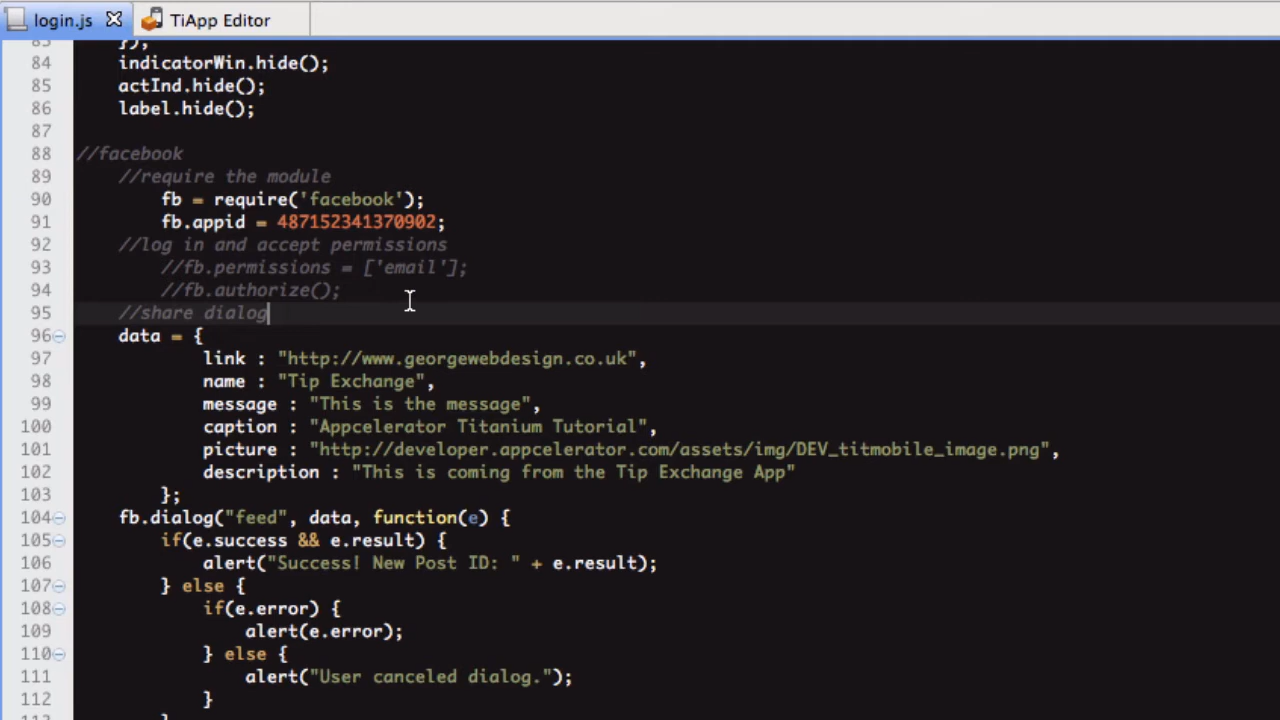 login.js
TiApp Editor
83 });
84 indicatorWin.hide();
85 actInd.hide();
86 label.hide();
87
88 //facebook
89 //require the module
90 fb = require('facebook');
91 fb.appid = 487152341370902;
92 //log in and accept permissions
93 //fb.permissions = ['email'];
94 //fb.authorize();
95 //share dialog
96 data = {
97 link : "http://www.georgewebdesign.co.uk",
98 name : "Tip Exchange",
99 message : "This is the message",
100 caption : "Appcelerator Titanium Tutorial",
101 picture : "http://developer.appcelerator.com/assets/img/DEV_titmobile_image.png",
102 description : "This is coming from the Tip Exchange App"
103 };
104 fb.dialog("feed", data, function(e) {
105 if(e.success && e.result) {
106 alert("Success! New Post ID: " + e.result);
107 } else {
108 if(e.error) {
109 alert(e.error);
110 } else {
111 alert("User canceled dialog.");
112 }
113 }